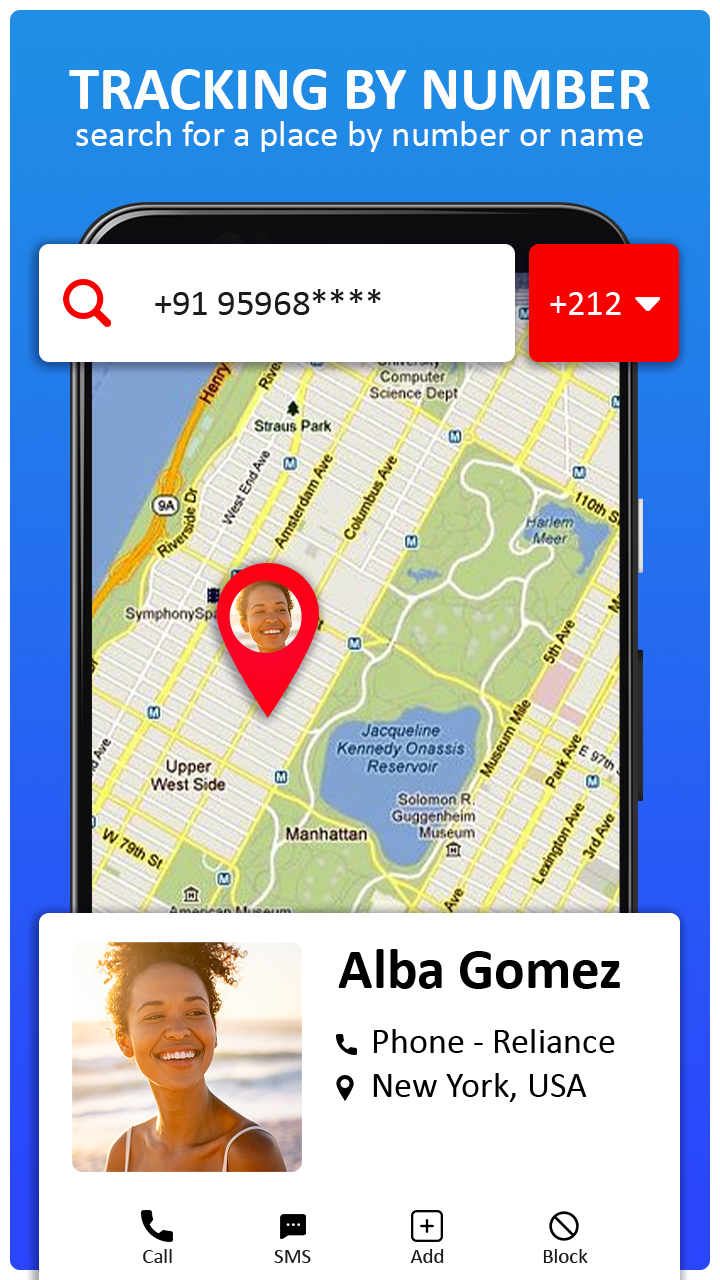 TRACKING BY NUMBER
search for a place by number or name
+91 95968****
+212
Henry
University
Computer
Science Dept
Straus Park
M
M
M
West End Ave
Amsterdam Ave
Columbus Ave
9A
Riverside Dr
110th St
Harlem
Meer
M
SymphonySpa
M
5th Ave
M
Jacqueline
Kennedy Onassis
Reservoir
Museum Mile
Park Ave
E 97th
Upper
West Side
M
M
Solomon R.
Guggenheim
Museum
Manhattan
Lexington Ave
3rd Ave
W 79th St
M
Ave
American Museum
Alba Gomez
Phone - Reliance
New York, USA
Call
SMS
Add
Block